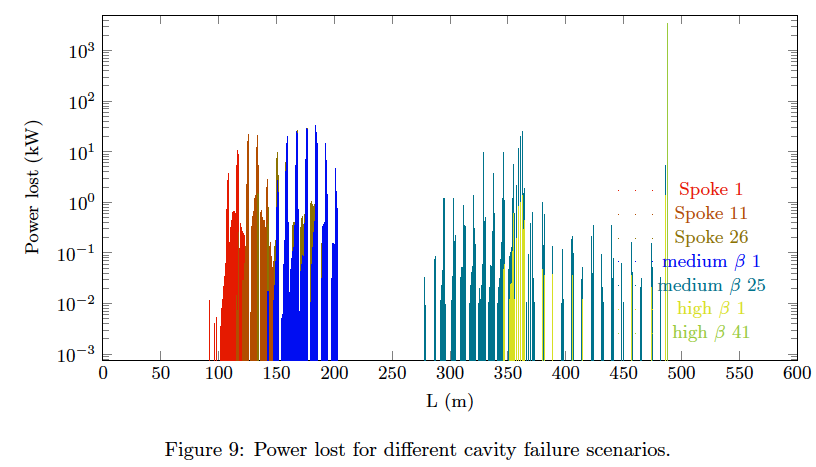 10³
10²
10¹
10⁰
10⁻¹
10⁻²
10⁻³
Power lost (kW)
0 50 100 150 200 250 300 350 400 450 500 550 600
L (m)
Spoke 1
Spoke 11
Spoke 26
medium β 1
medium β 25
high β 1
high β 41
Figure 9: Power lost for different cavity failure scenarios.